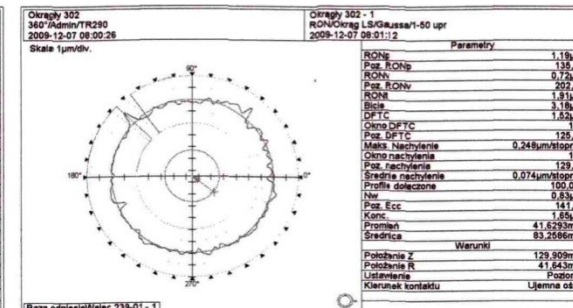 Okrągły 302
360°/Admin/TR290
2009-12-07 08:00:26
Skala 1µm/div.
90°
180°
0°
270°
Okrągły 302 - 1
RON/Okrąg LS/Gaussa/1-50 upr
2009-12-07 08:01:12
Parametry
RONp 1,19µ
Poz. RONp 135,
RONv 0,72µ
Poz. RONv 202,
RONt 1,91µ
Bicie 3,18µ
DFTC 1,52µ
Okno DFTC 1
Poz. DFTC 125,
Maks. Nachylenie 0,248µm/stopr
Okno nachylenia 1
Poz. nachylenia 129,
Średnie nachylenie 0,074µm/stopr
Profile dołączone 100,0
Nw 0,83µ
Poz. Ecc 141,
Konc. 1,65µ
Promień 41,6293m
Średnica 83,2586m
Warunki
Położenie Z 129,909m
Położenie R 41,643m
Ustawienie Pozior
Kierunek kontaktu Ujemna oś